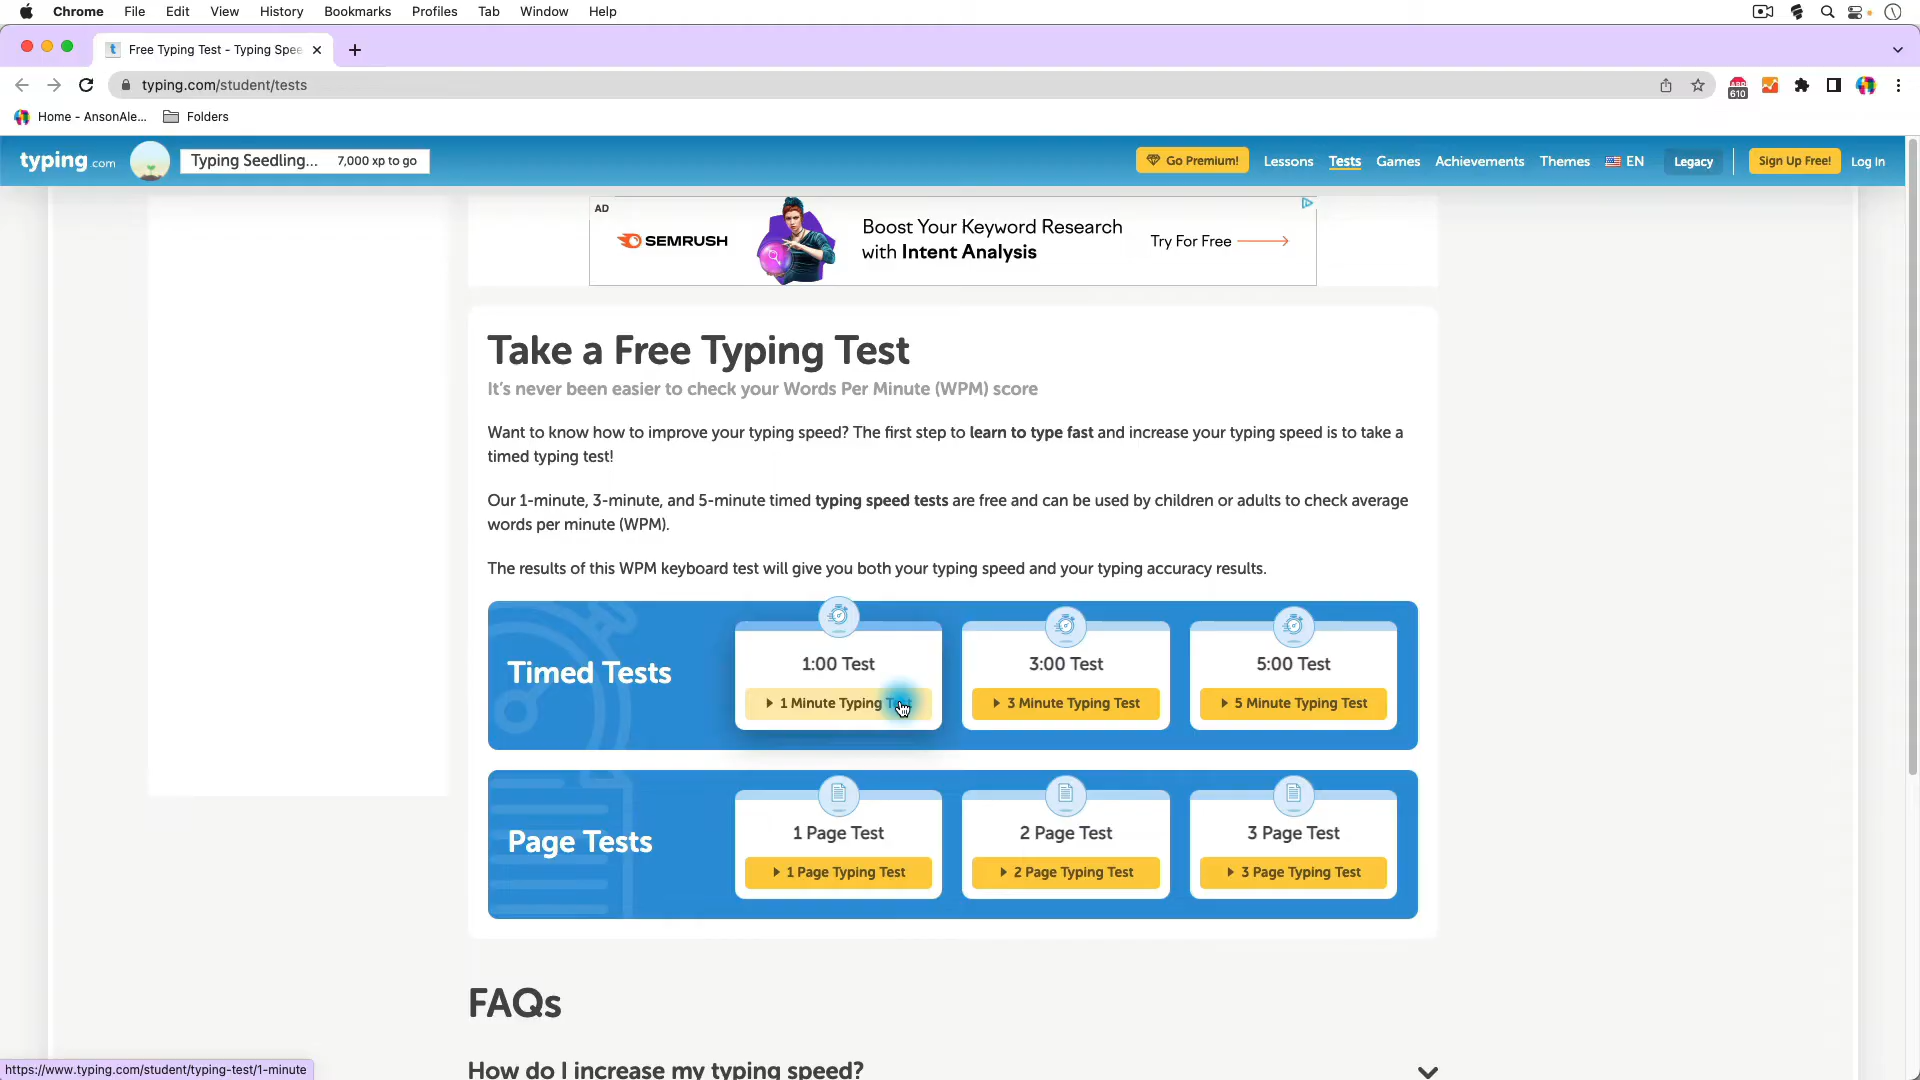 Chrome File Edit View History Bookmarks Profiles Tab Window Help
Free Typing Test - Typing Spee
typing.com/student/tests
610
Home - AnsonAle... Folders
typing.com Typing Seedling... 7,000 xp to go Go Premium! Lessons Tests Games Achievements Themes EN Legacy Sign Up Free! Log In
AD
SEMRUSH
Boost Your Keyword Research
with Intent Analysis
Try For Free
Take a Free Typing Test
It's never been easier to check your Words Per Minute (WPM) score
Want to know how to improve your typing speed? The first step to learn to type fast and increase your typing speed is to take a
timed typing test!
Our 1-minute, 3-minute, and 5-minute timed typing speed tests are free and can be used by children or adults to check average
words per minute (WPM).
The results of this WPM keyboard test will give you both your typing speed and your typing accuracy results.
Timed Tests
1:00 Test
1 Minute Typing
3:00 Test
3 Minute Typing Test
5:00 Test
5 Minute Typing Test
Page Tests
1 Page Test
1 Page Typing Test
2 Page Test
2 Page Typing Test
3 Page Test
3 Page Typing Test
FAQs
How do I increase my typing speed?
https://www.typing.com/student/typing-test/1-minute